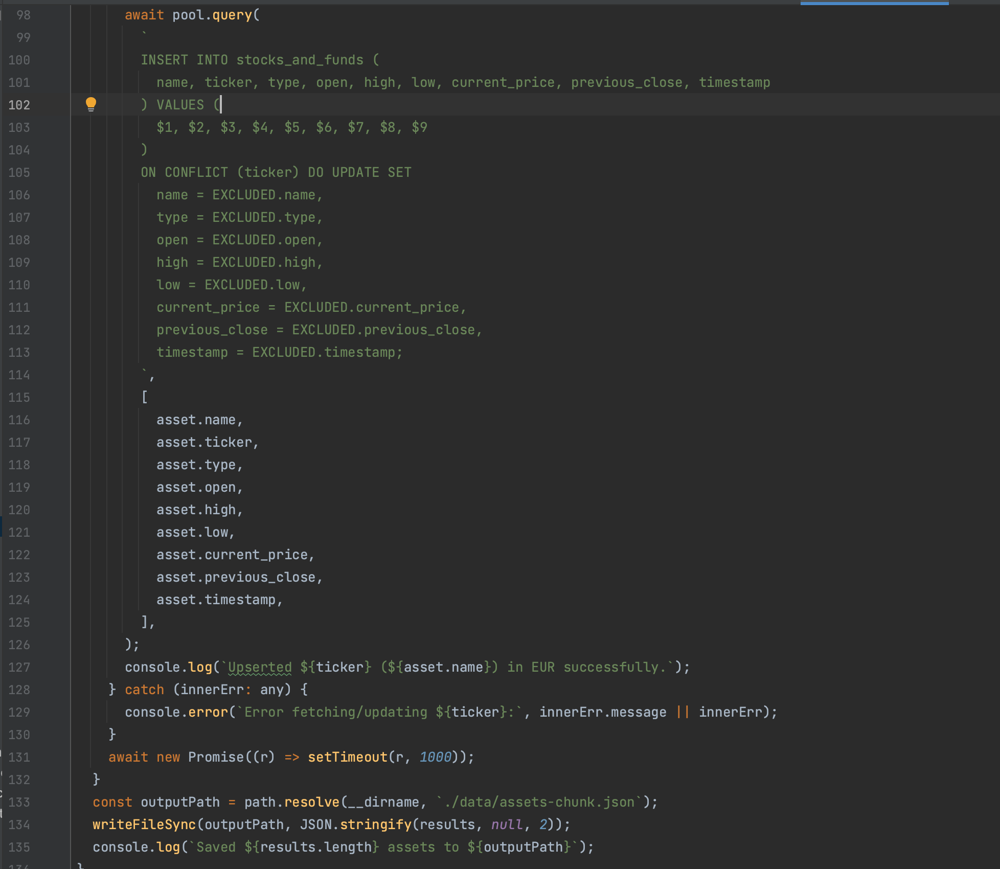 98 await pool.query(
99 `
100 INSERT INTO stocks_and_funds (
101 name, ticker, type, open, high, low, current_price, previous_close, timestamp
102 ) VALUES (
103 $1, $2, $3, $4, $5, $6, $7, $8, $9
104 )
105 ON CONFLICT (ticker) DO UPDATE SET
106 name = EXCLUDED.name,
107 type = EXCLUDED.type,
108 open = EXCLUDED.open,
109 high = EXCLUDED.high,
110 low = EXCLUDED.low,
111 current_price = EXCLUDED.current_price,
112 previous_close = EXCLUDED.previous_close,
113 timestamp = EXCLUDED.timestamp;
114 `,
115 [
116 asset.name,
117 asset.ticker,
118 asset.type,
119 asset.open,
120 asset.high,
121 asset.low,
122 asset.current_price,
123 asset.previous_close,
124 asset.timestamp,
125 ],
126 );
127 console.log(`Upserted ${ticker} (${asset.name}) in EUR successfully.`);
128 } catch (innerErr: any) {
129 console.error(`Error fetching/updating ${ticker}:`, innerErr.message || innerErr);
130 }
131 await new Promise((r) => setTimeout(r, 1000));
132 }
133 const outputPath = path.resolve(__dirname, `./data/assets-chunk.json`);
134 writeFileSync(outputPath, JSON.stringify(results, null, 2));
135 console.log(`Saved ${results.length} assets to ${outputPath}`);